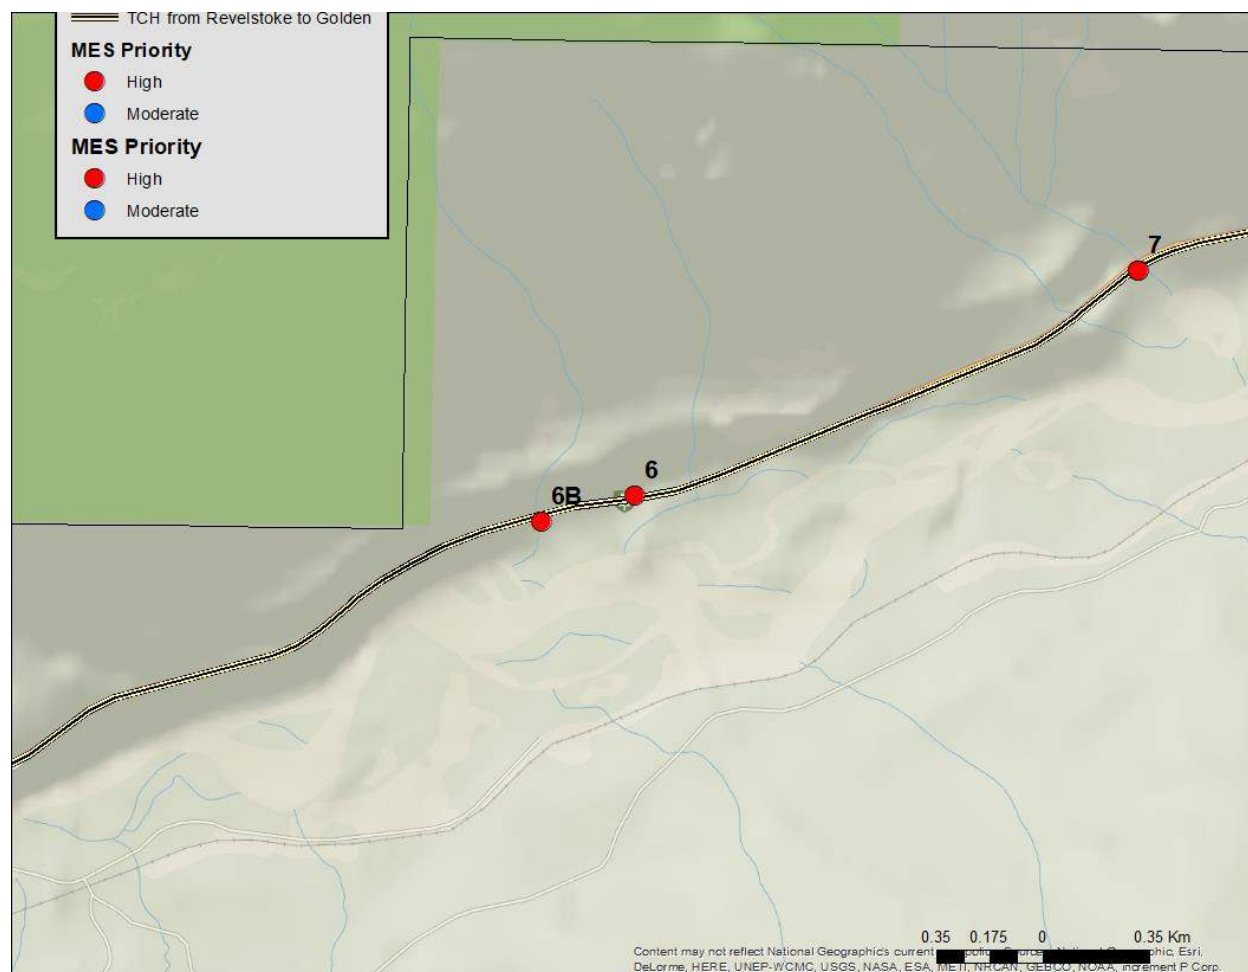 TCH from Revelstoke to Golden
MES Priority
High
Moderate
MES Priority
High
Moderate
7
6
6B
0.35 0.175 0 0.35 Km
Content may not reflect National Geographic's current
DeLorme, HERE, UNEP-WCMC, USGS, NASA, ESA, METI, NRCAN, GEBCO, NOAA, increment P Corp.